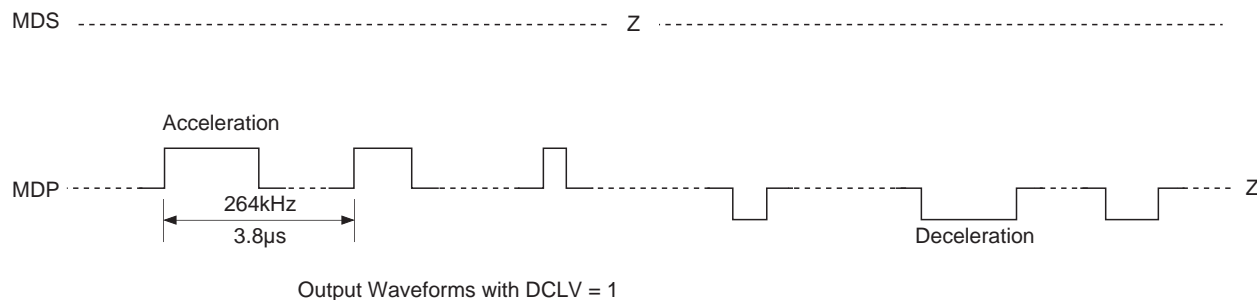 MDS
Z
Acceleration
MDP
Z
264kHz
3.8µs
Deceleration
Output Waveforms with DCLV = 1